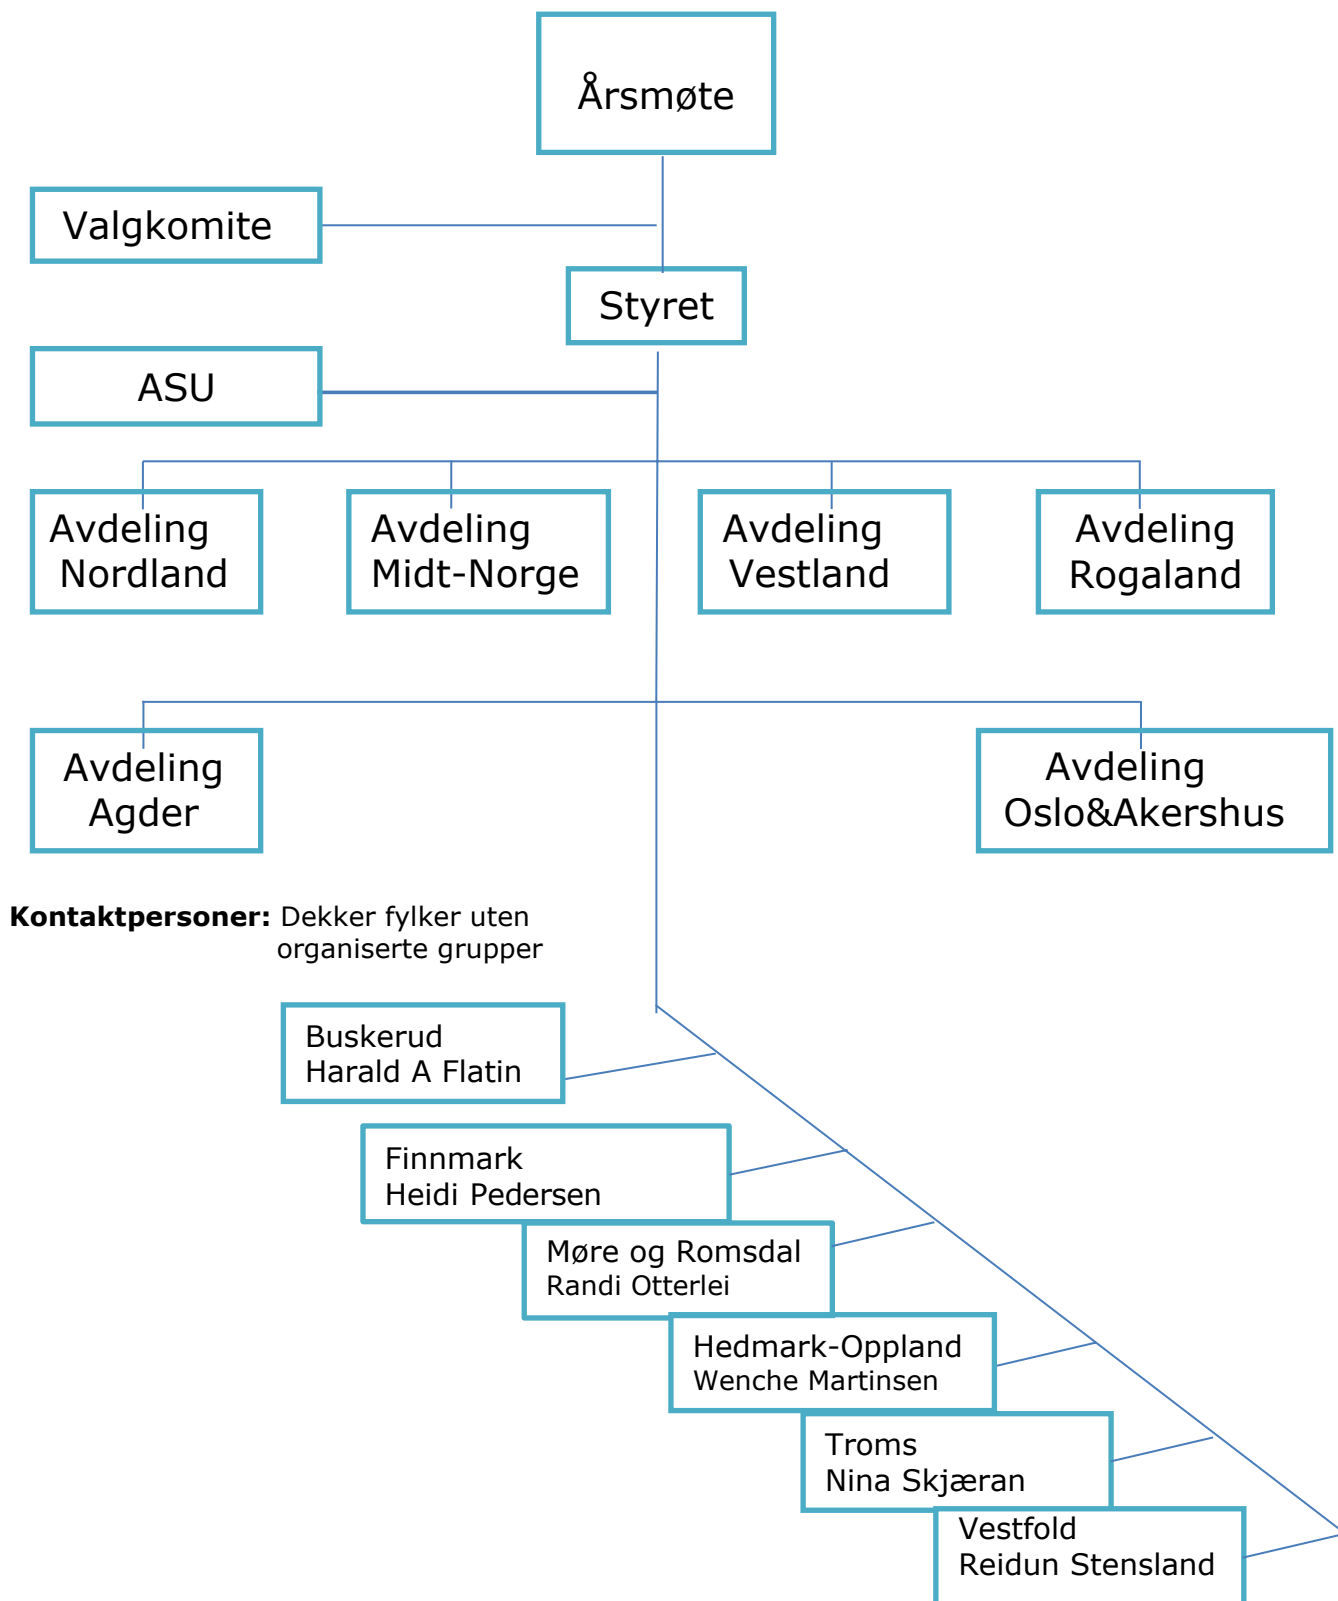 Årsmøte
Valgkomite
Styret
ASU
Avdeling
Nordland
Avdeling
Midt-Norge
Avdeling
Vestland
Avdeling
Rogaland
Avdeling
Agder
Avdeling
Oslo&Akershus
Kontaktpersoner: Dekker fylker uten
organiserte grupper
Buskerud
Harald A Flatin
Finnmark
Heidi Pedersen
Møre og Romsdal
Randi Otterlei
Hedmark-Oppland
Wenche Martinsen
Troms
Nina Skjæran
Vestfold
Reidun Stensland